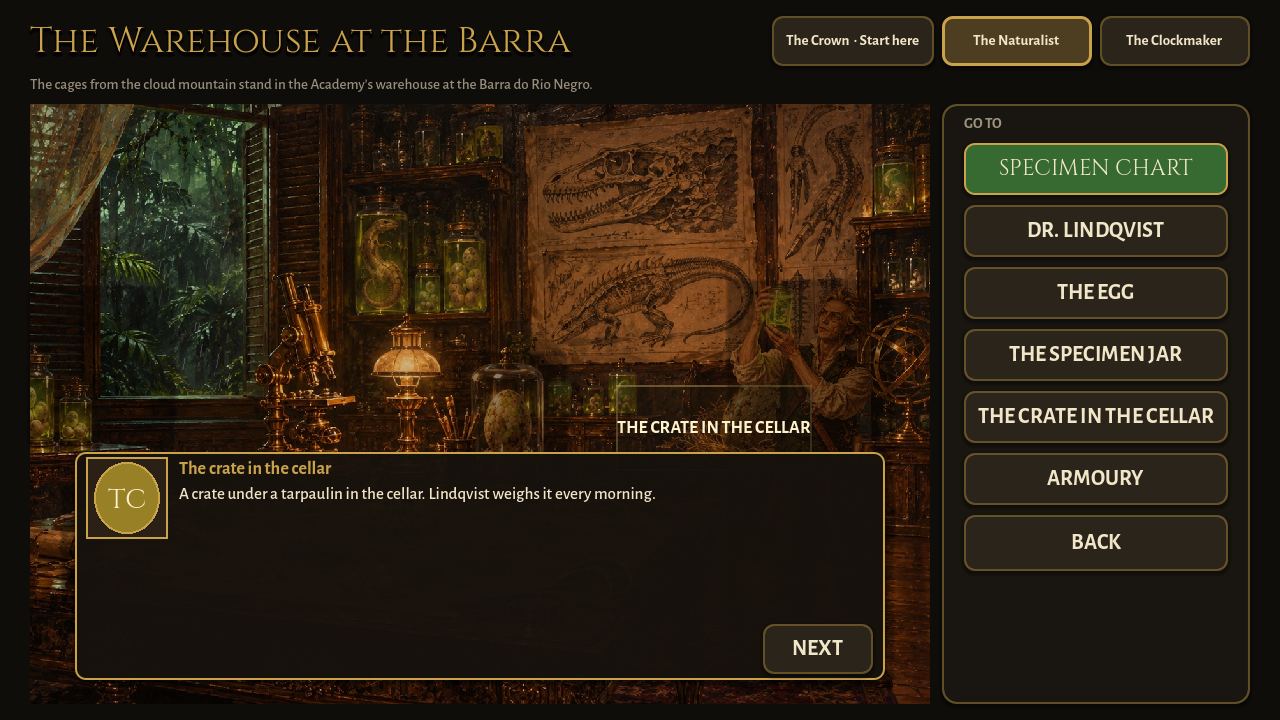 The Warehouse at the Barra
The Crown · Start here
The Naturalist
The Clockmaker
The cages from the cloud mountain stand in the Academy's warehouse at the Barra do Rio Negro.
GO TO
SPECIMEN CHART
DR. LINDQVIST
THE EGG
THE SPECIMEN JAR
THE CRATE IN THE CELLAR
ARMOURY
BACK
THE CRATE IN THE CELLAR
TC
The crate in the cellar
A crate under a tarpaulin in the cellar. Lindqvist weighs it every morning.
NEXT